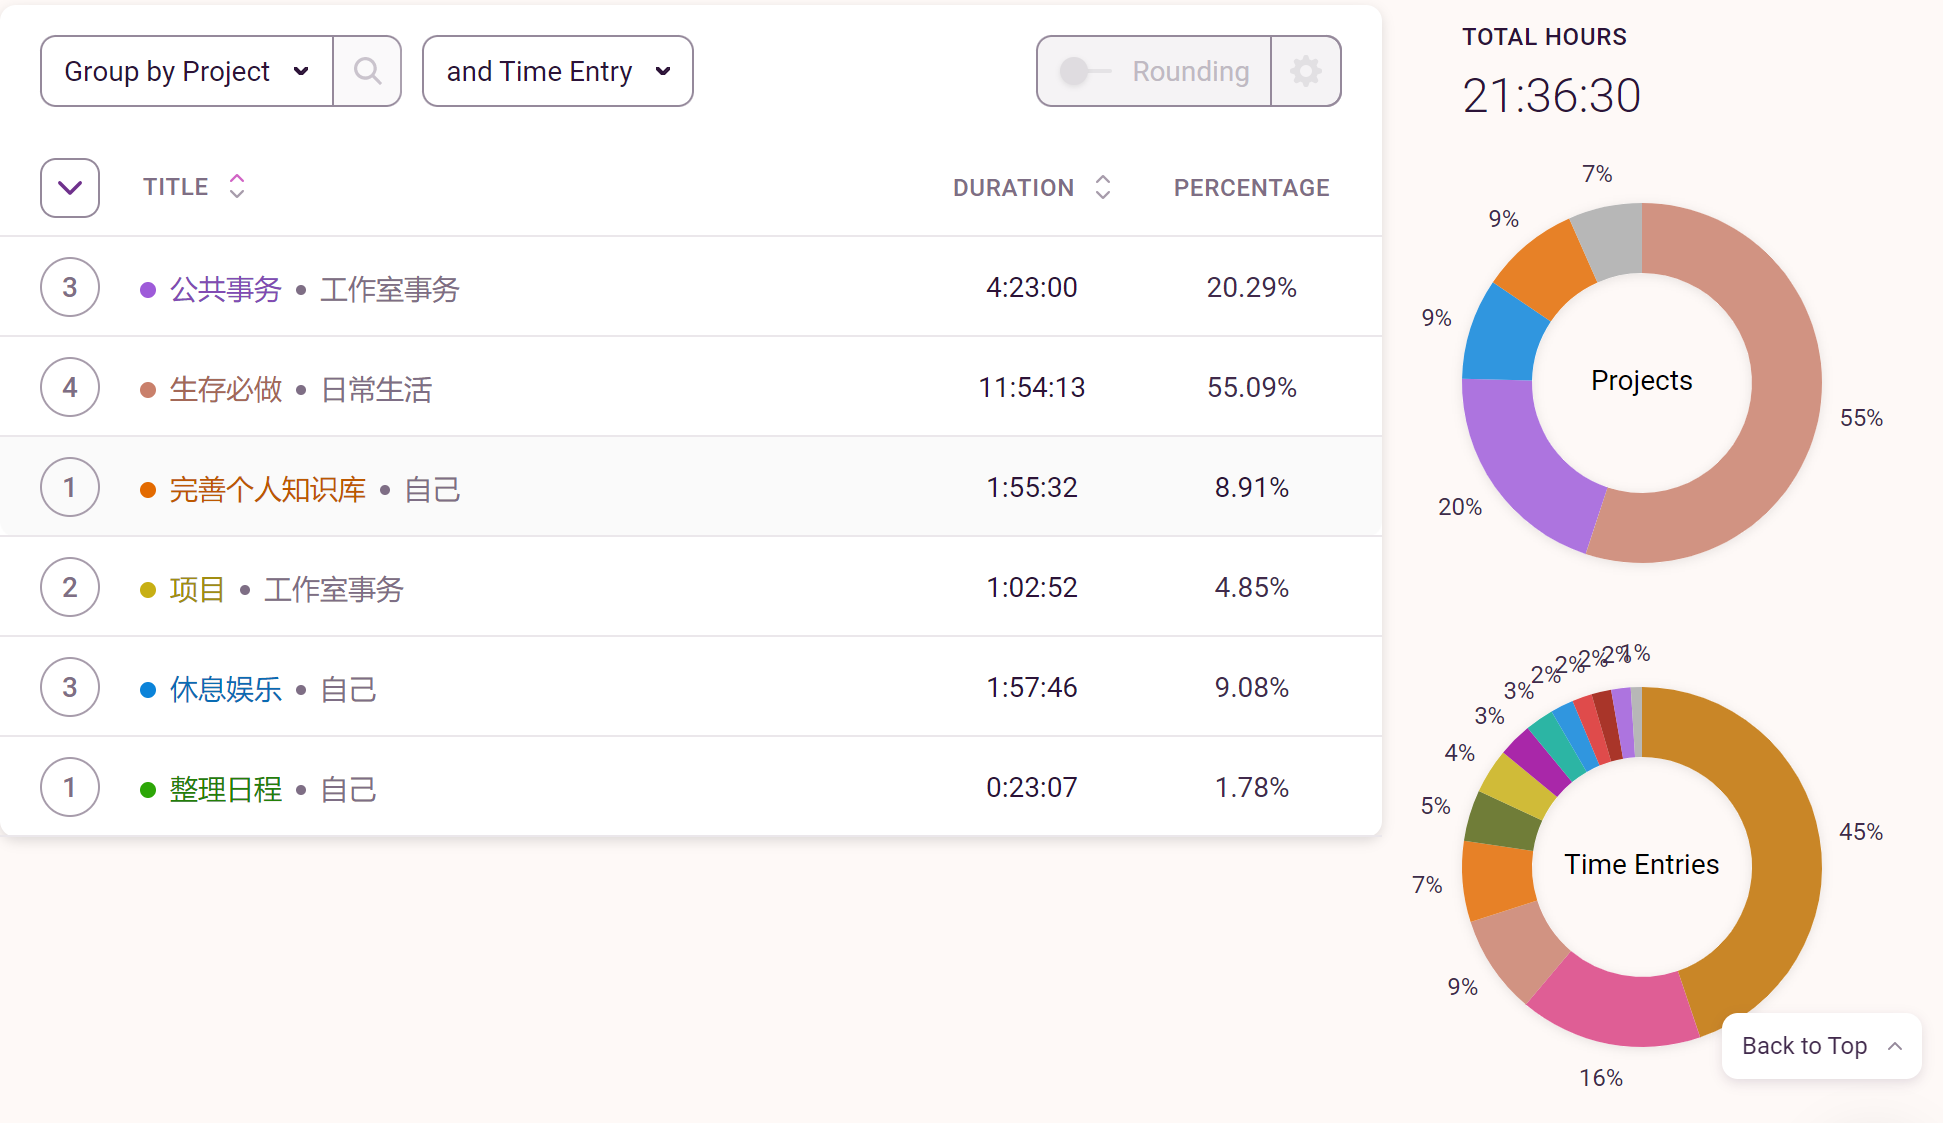 Group by Project
and Time Entry
Rounding
TITLE
DURATION
PERCENTAGE
3
公共事务 • 工作室事务
4:23:00
20.29%
4
生存必做 • 日常生活
11:54:13
55.09%
1
完善个人知识库 • 自己
1:55:32
8.91%
2
项目 • 工作室事务
1:02:52
4.85%
3
休息娱乐 • 自己
1:57:46
9.08%
1
整理日程 • 自己
0:23:07
1.78%
TOTAL HOURS
21:36:30
7%
9%
9%
20%
55%
Projects
1%
2%
2%
2%
2%
3%
3%
4%
5%
7%
9%
16%
45%
Time Entries
Back to Top